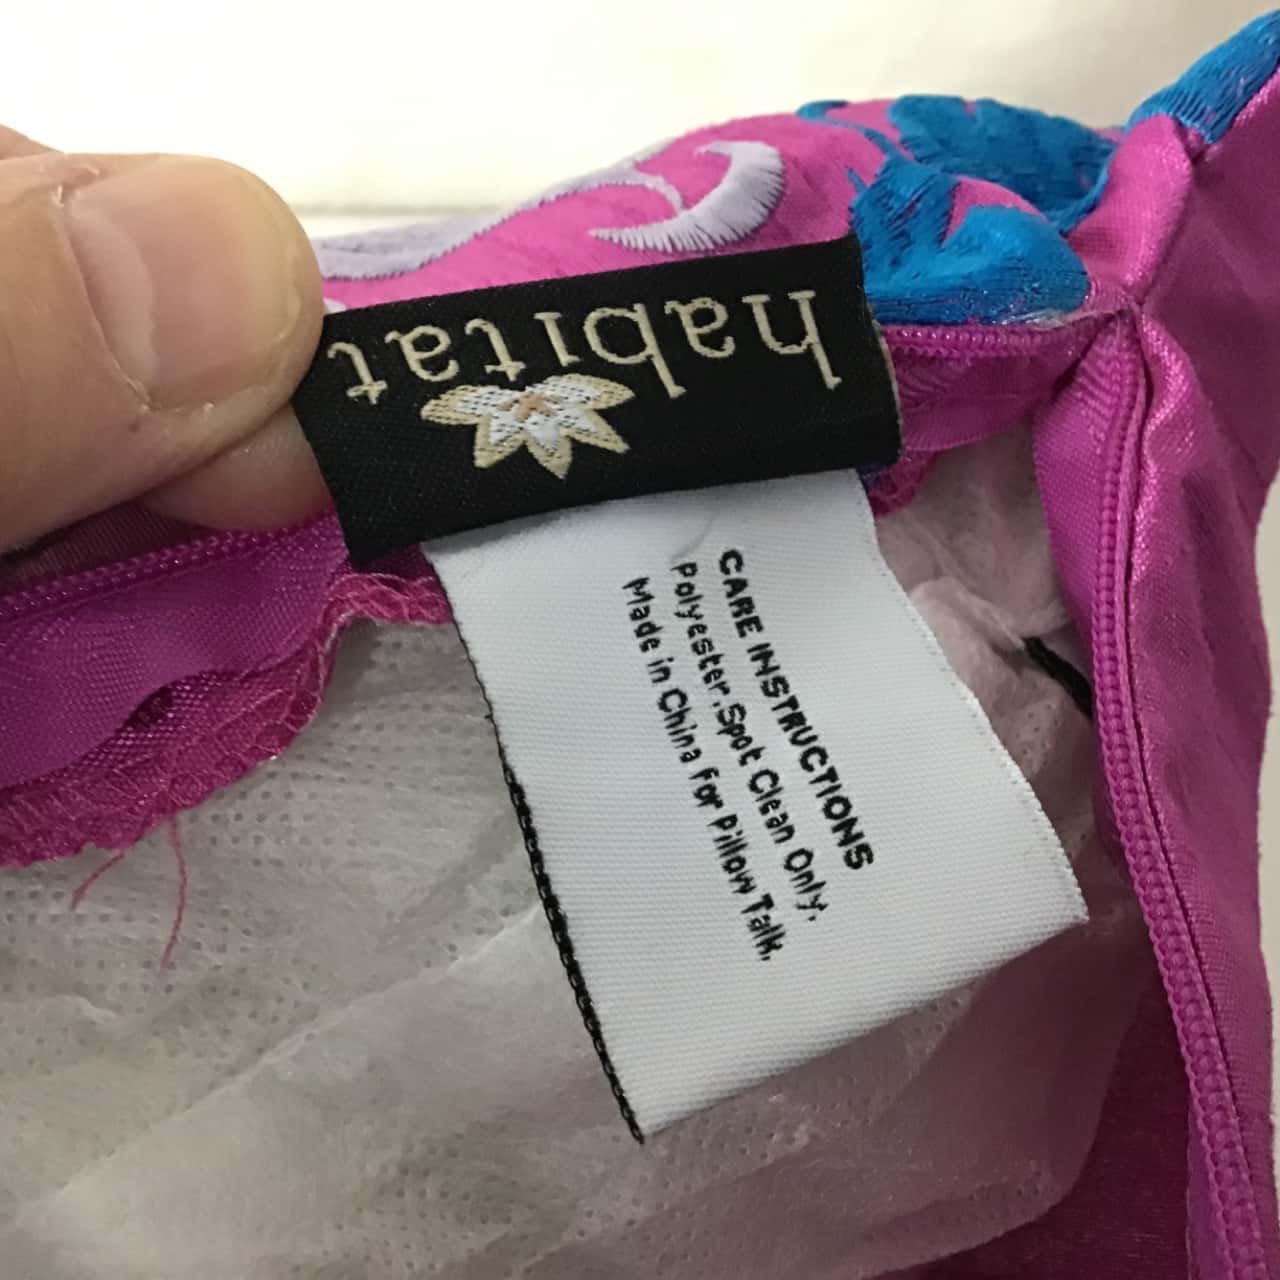 habitat
CARE INSTRUCTIONS
Polyester.Spot Clean Only.
Made in China for Pillow Talk.